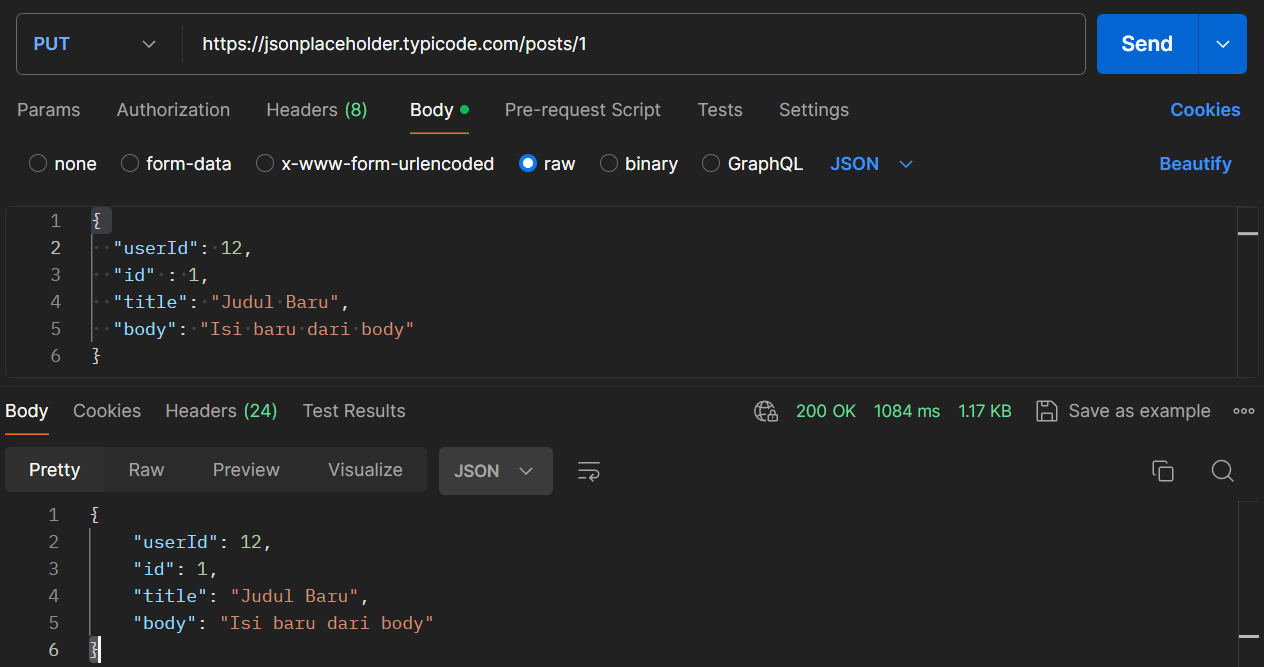 PUT https://jsonplaceholder.typicode.com/posts/1 Send
Params Authorization Headers (8) Body Pre-request Script Tests Settings Cookies
none form-data x-www-form-urlencoded raw binary GraphQL JSON Beautify
1 {
2 "userId": 12,
3 "id" : 1,
4 "title": "Judul Baru",
5 "body": "Isi baru dari body"
6 }
Body Cookies Headers (24) Test Results 200 OK 1084 ms 1.17 KB Save as example
Pretty Raw Preview Visualize JSON
1 {
2 "userId": 12,
3 "id": 1,
4 "title": "Judul Baru",
5 "body": "Isi baru dari body"
6 }